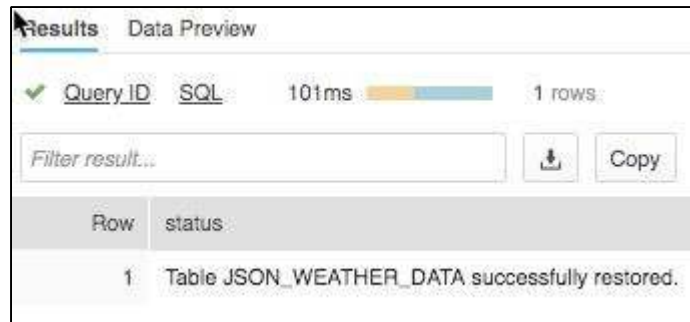 Results Data Preview
Query ID SQL 101ms 1 rows
Filter result... Copy
Row status
1 Table JSON_WEATHER_DATA successfully restored.